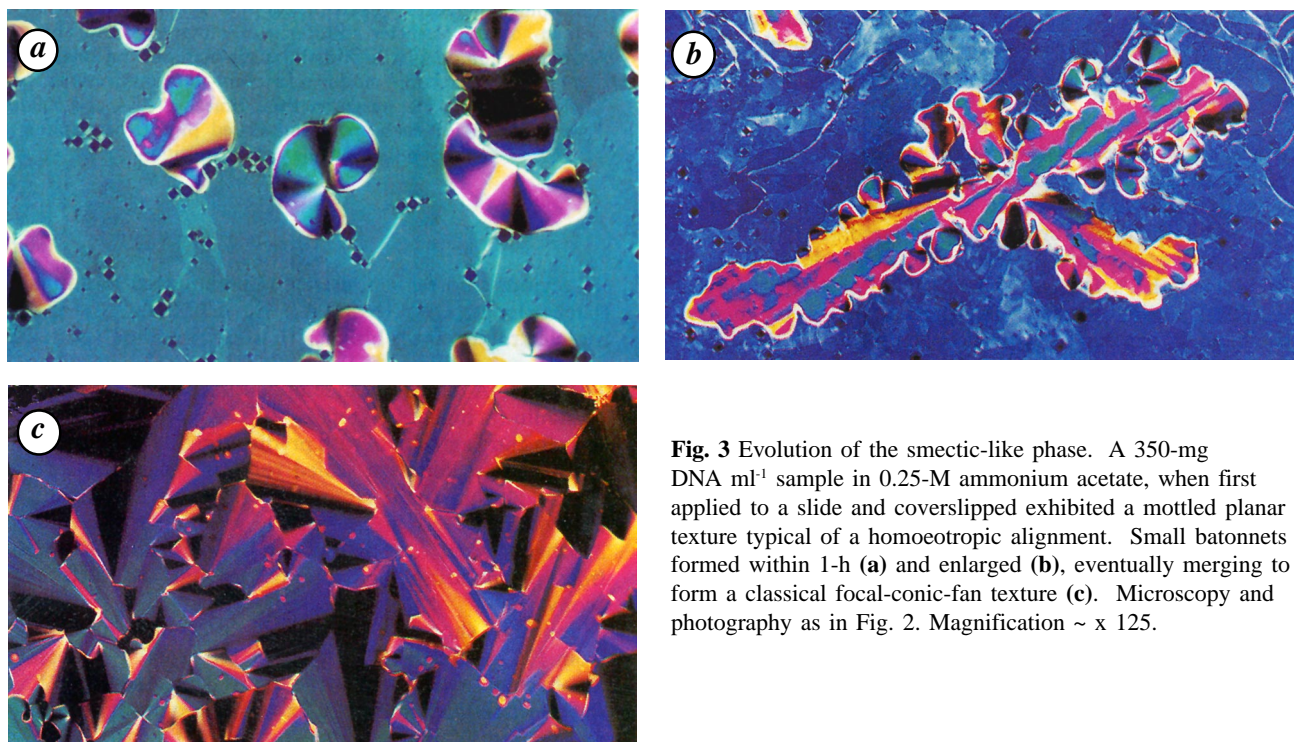 a
b
c
Fig. 3 Evolution of the smectic-like phase. A 350-mg
DNA ml⁻¹ sample in 0.25-M ammonium acetate, when first
applied to a slide and coverslipped exhibited a mottled planar
texture typical of a homoeotropic alignment. Small batonnets
formed within 1-h (a) and enlarged (b), eventually merging to
form a classical focal-conic-fan texture (c). Microscopy and
photography as in Fig. 2. Magnification ~ x 125.